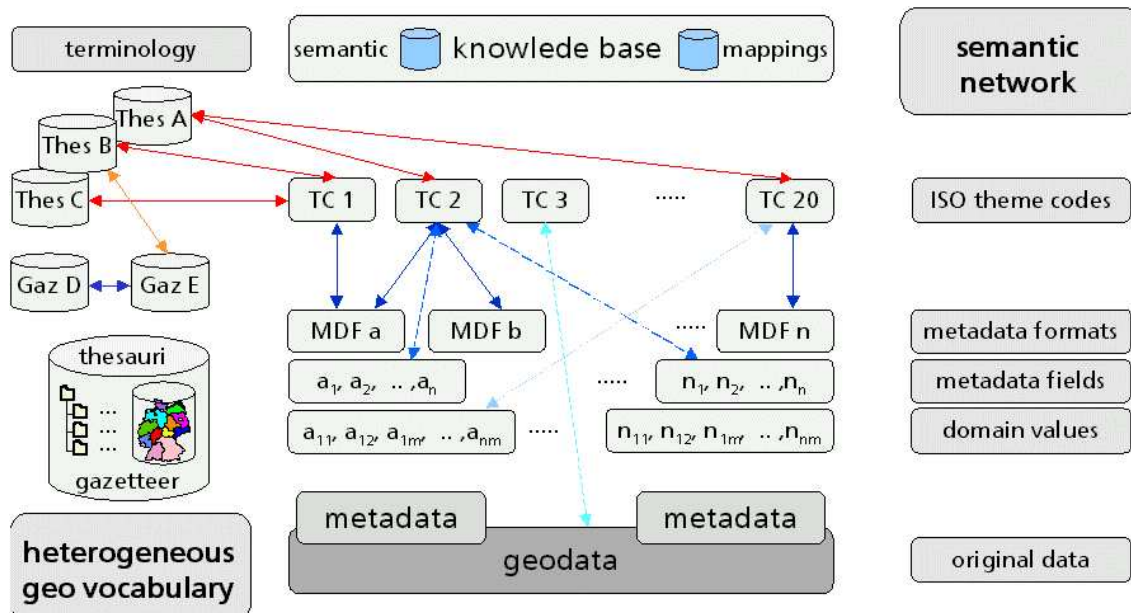 terminology
semantic knowlede base mappings
semantic
network
Thes A
Thes B
Thes C
TC 1 TC 2 TC 3 ..... TC 20
ISO theme codes
Gaz D Gaz E
MDF a MDF b ..... MDF n
metadata formats
thesauri
a1, a2, .. ,an ..... n1, n2, .. ,nn
metadata fields
...
...
a11, a12, a1m, .. ,anm ..... n11, n12, n1m, .. ,nnm
domain values
gazetteer
metadata metadata
heterogeneous
geo vocabulary
geodata
original data